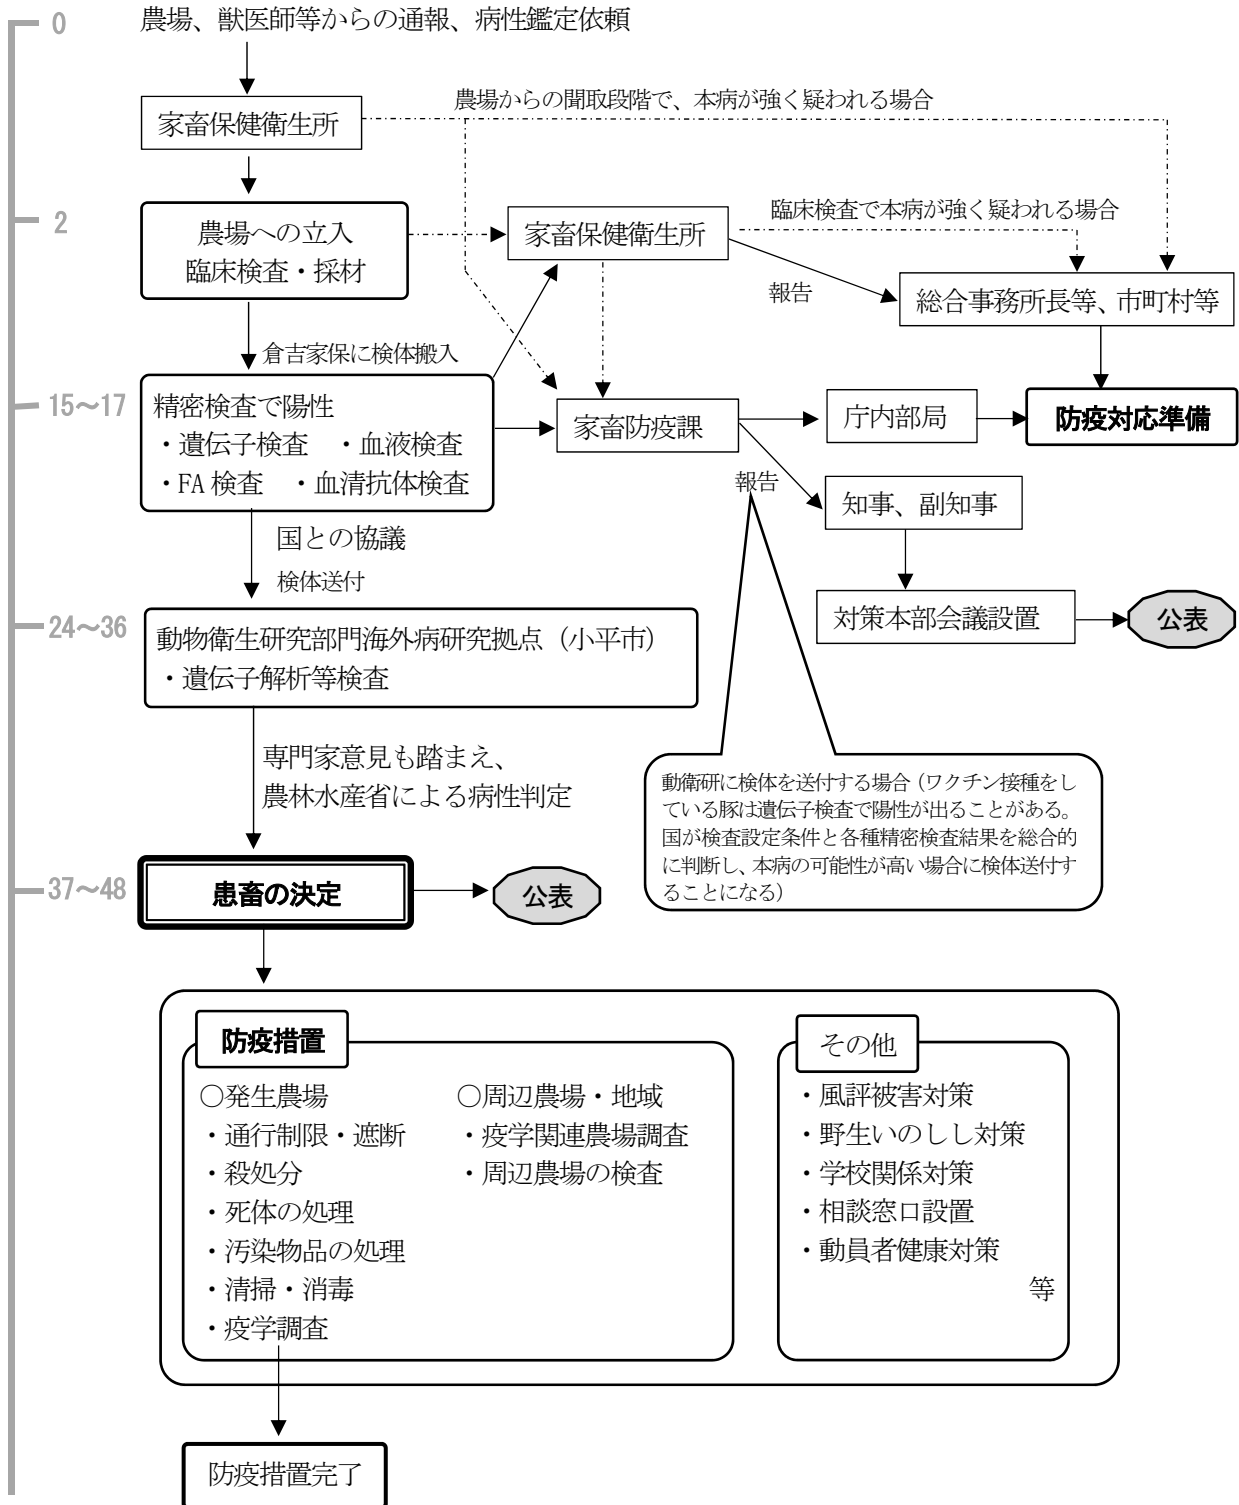 0
農場、獣医師等からの通報、病性鑑定依頼
農場からの聞取段階で、本病が強く疑われる場合
家畜保健衛生所
2
臨床検査で本病が強く疑われる場合
農場への立入
臨床検査・採材
家畜保健衛生所
報告
総合事務所長等、市町村等
倉吉家保に検体搬入
15～17
精密検査で陽性
・遺伝子検査　・血液検査
・FA 検査　・血清抗体検査
家畜防疫課
庁内部局
防疫対応準備
報告
知事、副知事
国との協議
検体送付
対策本部会議設置
公表
24～36
動物衛生研究部門海外病研究拠点（小平市）
・遺伝子解析等検査
専門家意見も踏まえ、
農林水産省による病性判定
動衛研に検体を送付する場合（ワクチン接種をし
ている豚は遺伝子検査で陽性が出ることがある。
国が検査設定条件と各種精密検査結果を総合的
に判断し、本病の可能性が高い場合に検体送付す
ることになる）
37～48
患畜の決定
公表
防疫措置
○発生農場
・通行制限・遮断
・殺処分
・死体の処理
・汚染物品の処理
・清掃・消毒
・疫学調査
○周辺農場・地域
・疫学関連農場調査
・周辺農場の検査
その他
・風評被害対策
・野生いのしし対策
・学校関係対策
・相談窓口設置
・動員者健康対策
等
防疫措置完了